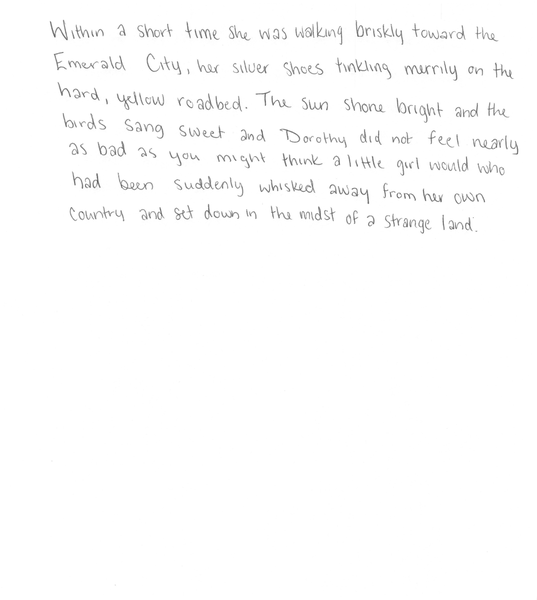 Within a short time she was walking briskly toward the
Emerald City, her silver shoes tinkling merrily on the
hard, yellow roadbed. The sun shone bright and the
birds sang sweet and Dorothy did not feel nearly
as bad as you might think a little girl would who
had been suddenly whisked away from her own
country and set down in the midst of a strange land.